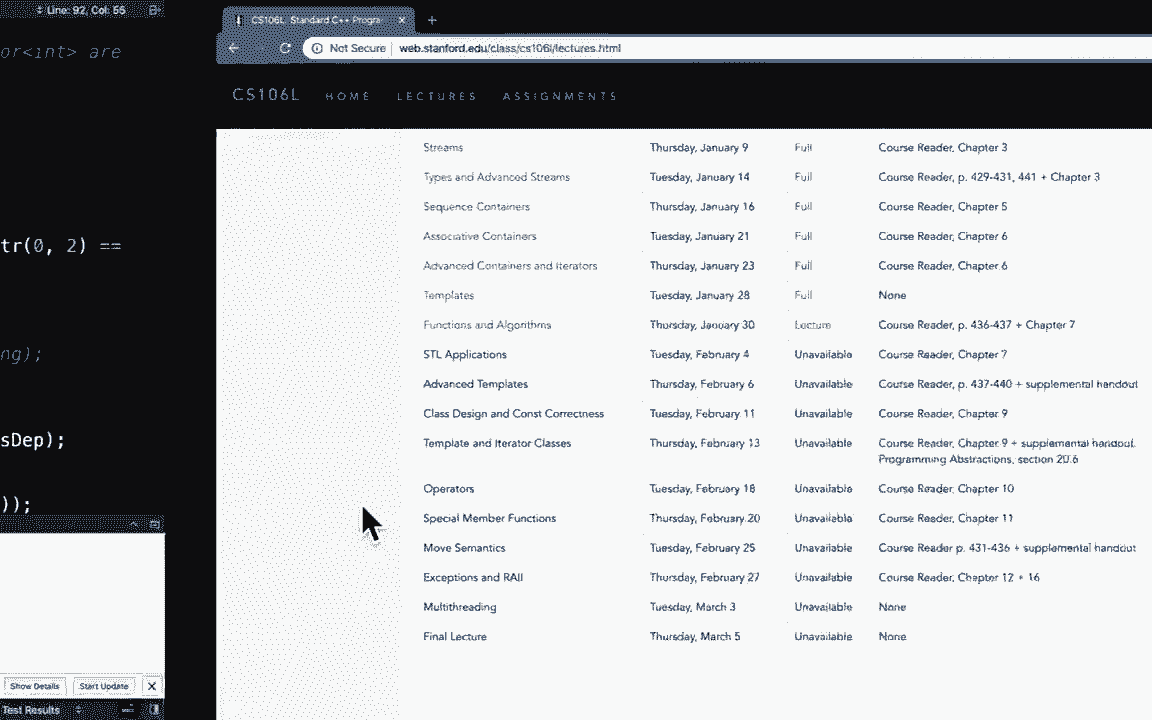 Line: 92, Col: 55
or<int> are
tr(0, 2) ==
ng);
sDep);
));
Show Details Start Update
Test Results
CS106L: Standard C++ Progra
Not Secure web.stanford.edu/class/cs106l/lectures.html
CS106L HOME LECTURES ASSIGNMENTS
Streams Thursday, January 9 Full Course Reader, Chapter 3
Types and Advanced Streams Tuesday, January 14 Full Course Reader, p. 429-431, 441 + Chapter 3
Sequence Containers Thursday, January 16 Full Course Reader, Chapter 5
Associative Containers Tuesday, January 21 Full Course Reader, Chapter 6
Advanced Containers and Iterators Thursday, January 23 Full Course Reader, Chapter 6
Templates Tuesday, January 28 Full None
Functions and Algorithms Thursday, January 30 Lecture Course Reader, p. 436-437 + Chapter 7
STL Applications Tuesday, February 4 Unavailable Course Reader, Chapter 7
Advanced Templates Thursday, February 6 Unavailable Course Reader, p. 437-440 + supplemental handout
Class Design and Const Correctness Tuesday, February 11 Unavailable Course Reader, Chapter 9
Template and Iterator Classes Thursday, February 13 Unavailable Course Reader, Chapter 9 + supplemental handout.
Programming Abstractions, section 20.6
Operators Tuesday, February 18 Unavailable Course Reader, Chapter 10
Special Member Functions Thursday, February 20 Unavailable Course Reader, Chapter 11
Move Semantics Tuesday, February 25 Unavailable Course Reader p. 431-436 + supplemental handout
Exceptions and RAII Thursday, February 27 Unavailable Course Reader, Chapter 12 + 16
Multithreading Tuesday, March 3 Unavailable None
Final Lecture Thursday, March 5 Unavailable None